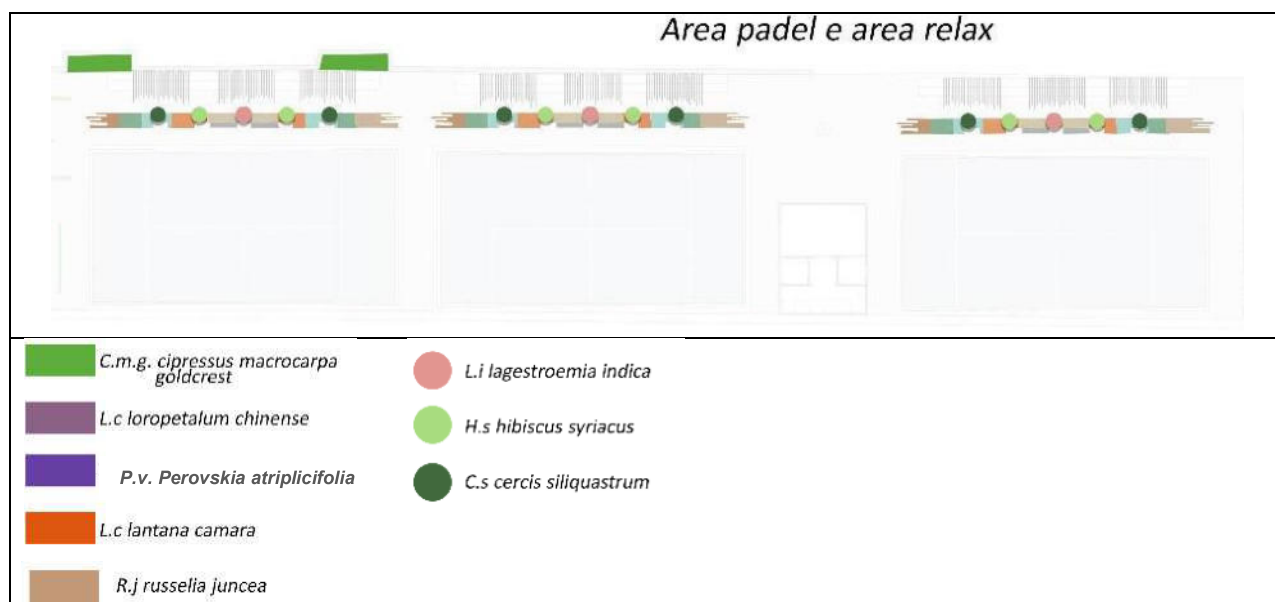 Area padel e area relax
C.m.g. cipressus macrocarpa
goldcrest
L.c loropetalum chinense
P.v. Perovskia atriplicifolia
L.c lantana camara
R.j russelia juncea
L.i lagestroemia indica
H.s hibiscus syriacus
C.s cercis siliquastrum